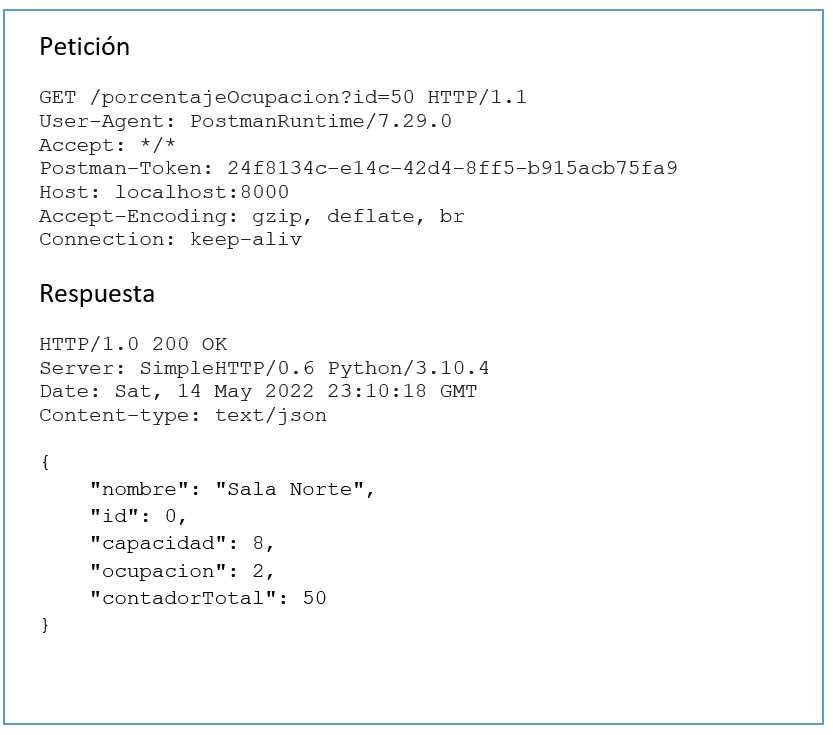 Petición
GET /porcentajeOcupacion?id=50 HTTP/1.1
User-Agent: PostmanRuntime/7.29.0
Accept: */*
Postman-Token: 24f8134c-e14c-42d4-8ff5-b915acb75fa9
Host: localhost:8000
Accept-Encoding: gzip, deflate, br
Connection: keep-aliv
Respuesta
HTTP/1.0 200 OK
Server: SimpleHTTP/0.6 Python/3.10.4
Date: Sat, 14 May 2022 23:10:18 GMT
Content-type: text/json
{
    "nombre": "Sala Norte",
    "id": 0,
    "capacidad": 8,
    "ocupacion": 2,
    "contadorTotal": 50
}